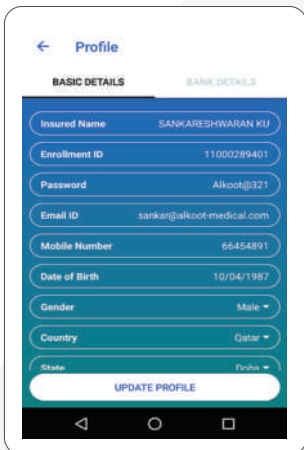 Profile
BASIC DETAILS BANK DETAILS
Insured Name SANKARESHWARAN KU
Enrollment ID 11000289401
Password Alkoot@321
Email ID sankar@alkoot-medical.com
Mobile Number 66454891
Date of Birth 10/04/1987
Gender Male
Country Qatar
State Doha
UPDATE PROFILE